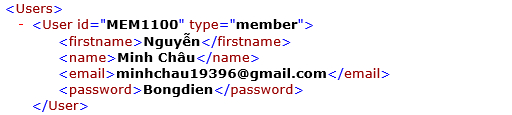 <Users>
- <User id="MEM1100" type="member">
<firstname>Nguyễn</firstname>
<name>Minh Châu</name>
<email>minhchau19396@gmail.com</email>
<password>Bongdien</password>
</User>